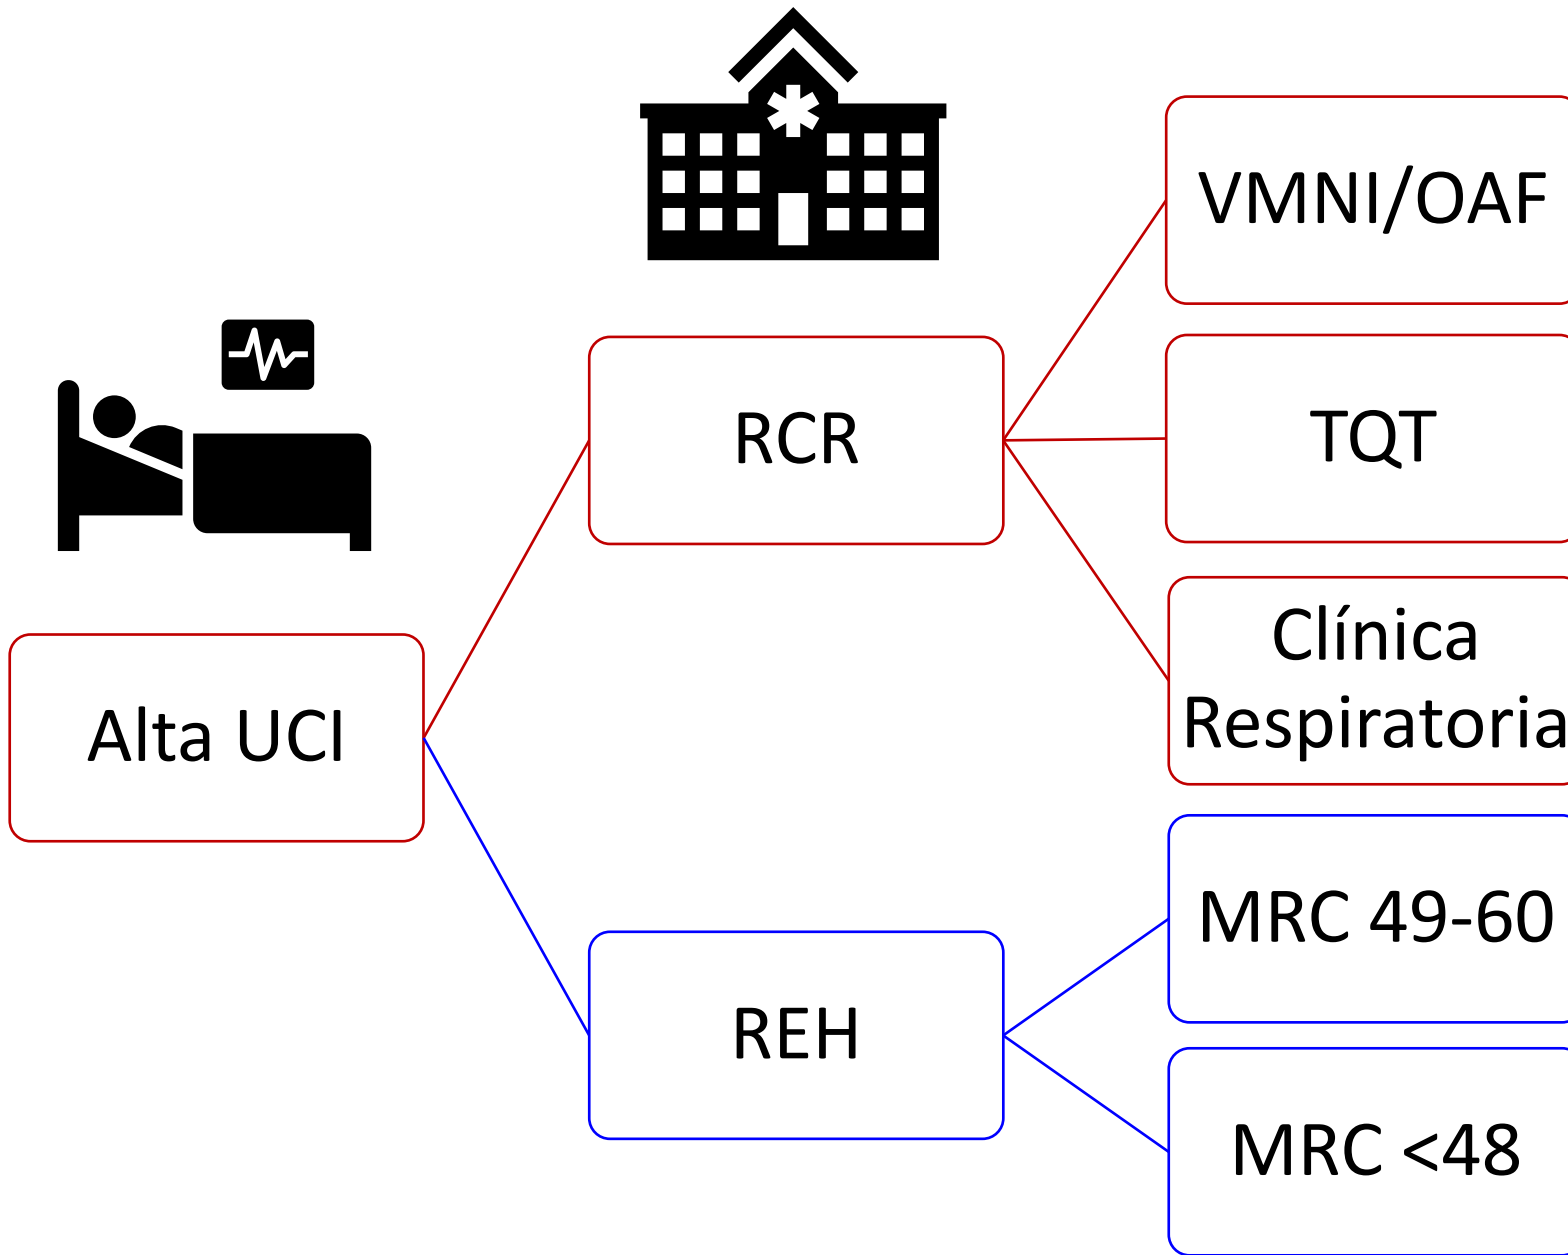 VMNI/OAF
RCR
TQT
Clínica
Respiratoria
Alta UCI
MRC 49-60
REH
MRC <48